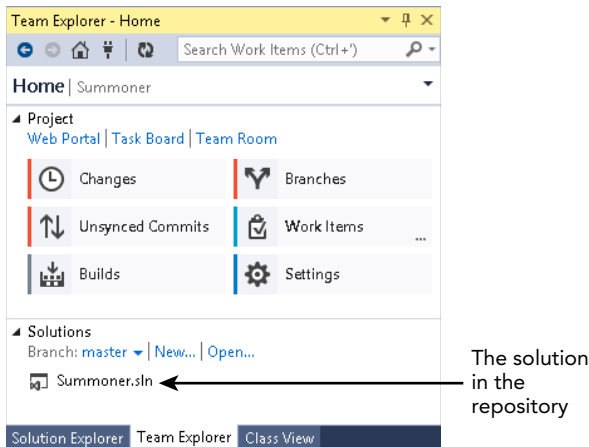 Team Explorer - Home
Search Work Items (Ctrl+')
Home | Summoner
Project
Web Portal | Task Board | Team Room
Changes
Branches
Unsynced Commits
Work Items
...
Builds
Settings
Solutions
Branch: master | New... | Open...
Summoner.sln
The solution
in the
repository
Solution Explorer Team Explorer Class View